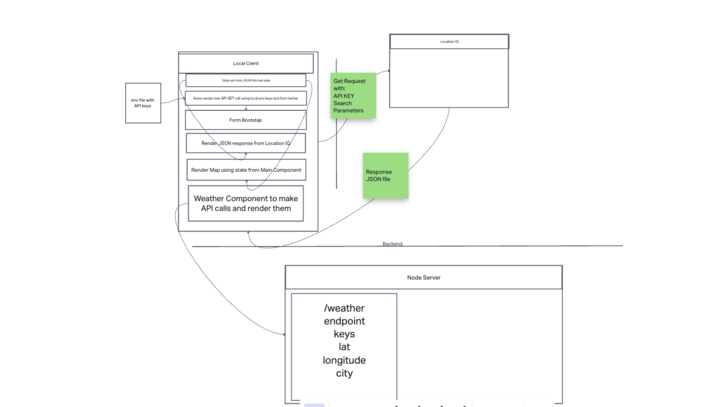 Location IQ
Local Client
State will hold JSON fetched data
Get Request
with:
API KEY
Search
Parameters
env file with
API keys
Axios sends over API GET call using local env keys and form below
Form Bootstap
Render JSON response from Location IQ
Render Map using state from Main Component
Response
JSON file
Weather Component to make
API calls and render them
Backend
Node Server
/weather
endpoint
keys
lat
longitude
city